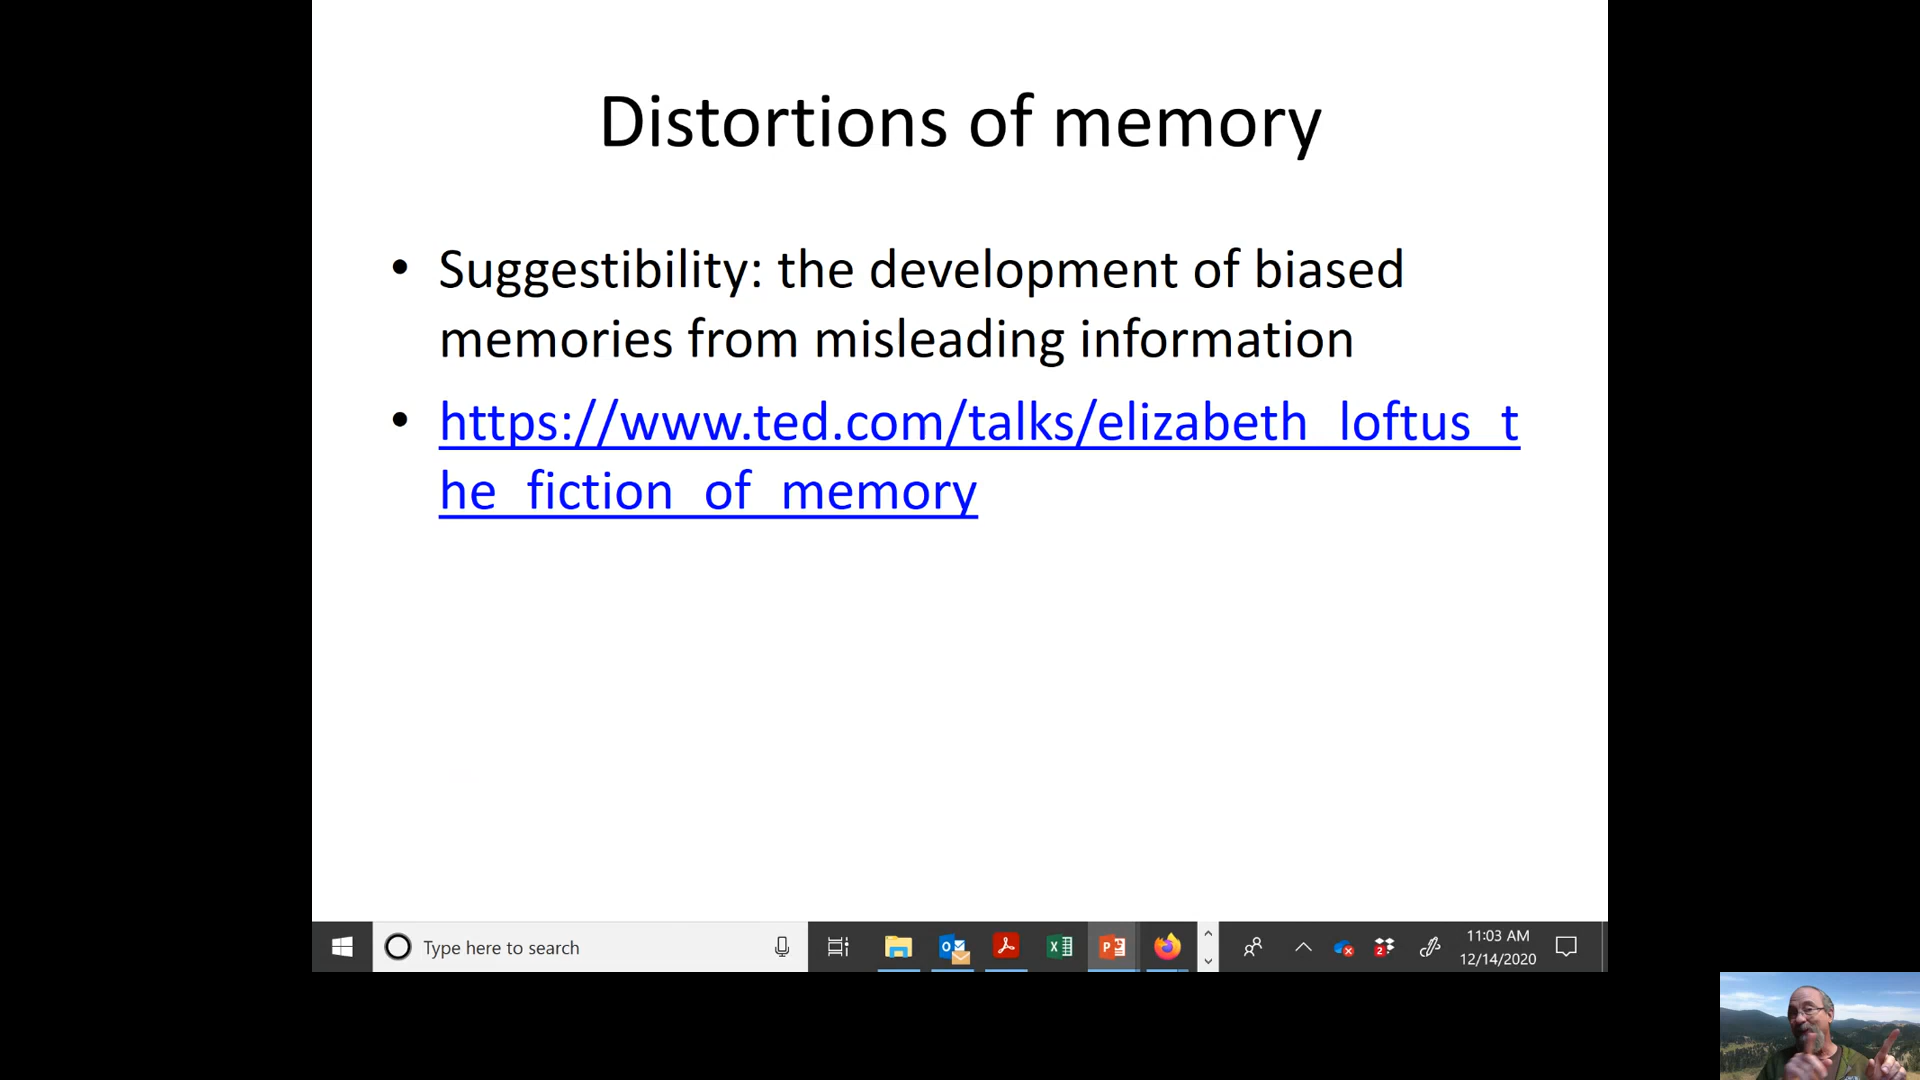 Distortions of memory
• Suggestibility: the development of biased
memories from misleading information
• https://www.ted.com/talks/elizabeth_loftus_t
he_fiction_of_memory
Type here to search
11:03 AM
12/14/2020